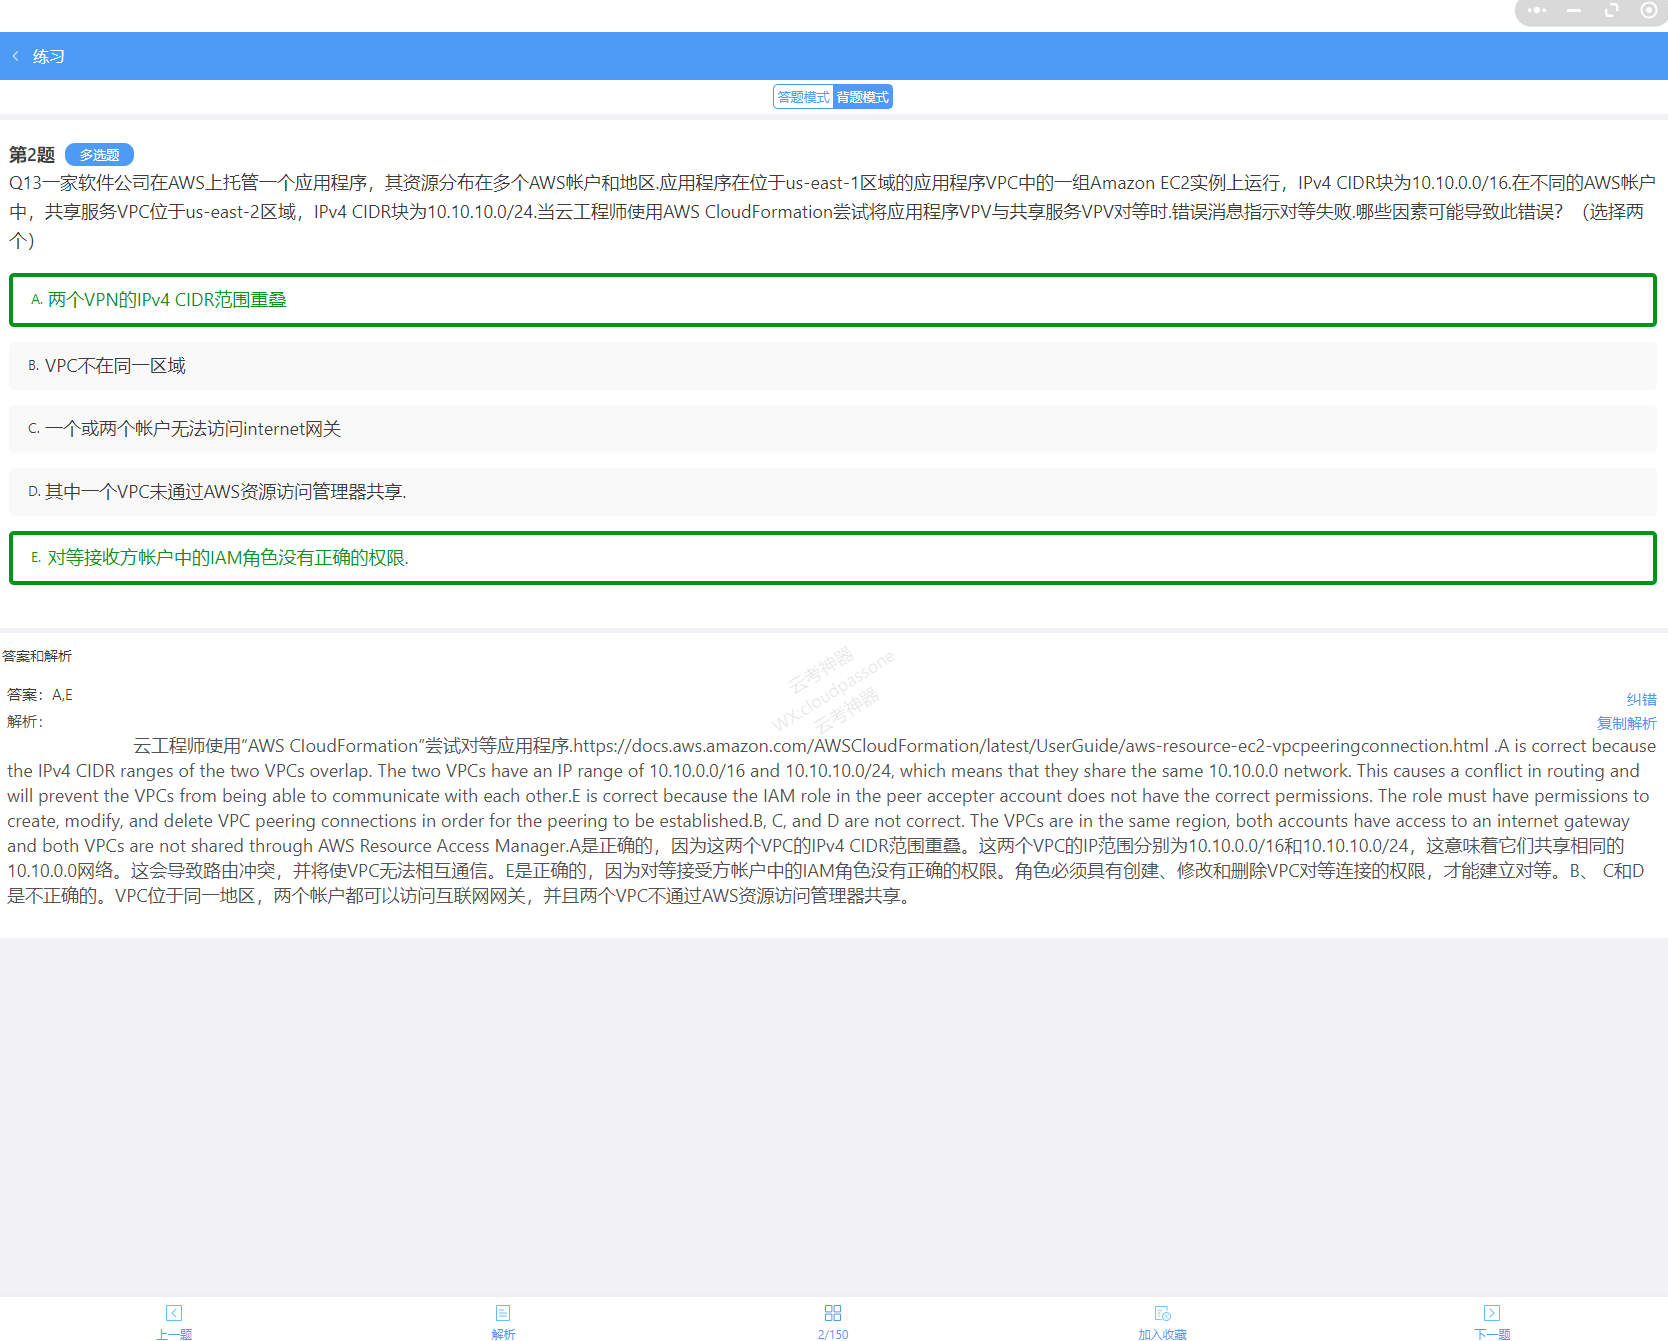 练习
答题模式 背题模式
第2题 多选题
Q13一家软件公司在AWS上托管一个应用程序，其资源分布在多个AWS帐户和地区.应用程序在位于us-east-1区域的应用程序VPC中的一组Amazon EC2实例上运行，IPv4 CIDR块为10.10.0.0/16.在不同的AWS帐户
中，共享服务VPC位于us-east-2区域，IPv4 CIDR块为10.10.10.0/24.当云工程师使用AWS CloudFormation尝试将应用程序VPV与共享服务VPV对等时.错误消息指示对等失败.哪些因素可能导致此错误？（选择两
个）
A. 两个VPN的IPv4 CIDR范围重叠
B. VPC不在同一区域
C. 一个或两个帐户无法访问internet网关
D. 其中一个VPC未通过AWS资源访问管理器共享.
E. 对等接收方帐户中的IAM角色没有正确的权限.
答案和解析
云考神器
WX:cloudpassone
云考神器
答案：A,E
纠错
解析：
复制解析
云工程师使用“AWS CloudFormation”尝试对等应用程序.https://docs.aws.amazon.com/AWSCloudFormation/latest/UserGuide/aws-resource-ec2-vpcpeeringconnection.html .A is correct because
the IPv4 CIDR ranges of the two VPCs overlap. The two VPCs have an IP range of 10.10.0.0/16 and 10.10.10.0/24, which means that they share the same 10.10.0.0 network. This causes a conflict in routing and
will prevent the VPCs from being able to communicate with each other.E is correct because the IAM role in the peer accepter account does not have the correct permissions. The role must have permissions to
create, modify, and delete VPC peering connections in order for the peering to be established.B, C, and D are not correct. The VPCs are in the same region, both accounts have access to an internet gateway
and both VPCs are not shared through AWS Resource Access Manager.A是正确的，因为这两个VPC的IPv4 CIDR范围重叠。这两个VPC的IP范围分别为10.10.0.0/16和10.10.10.0/24，这意味着它们共享相同的
10.10.0.0网络。这会导致路由冲突，并将使VPC无法相互通信。E是正确的，因为对等接受方帐户中的IAM角色没有正确的权限。角色必须具有创建、修改和删除VPC对等连接的权限，才能建立对等。B、 C和D
是不正确的。VPC位于同一地区，两个帐户都可以访问互联网网关，并且两个VPC不通过AWS资源访问管理器共享。
上一题 解析 2/150 加入收藏 下一题